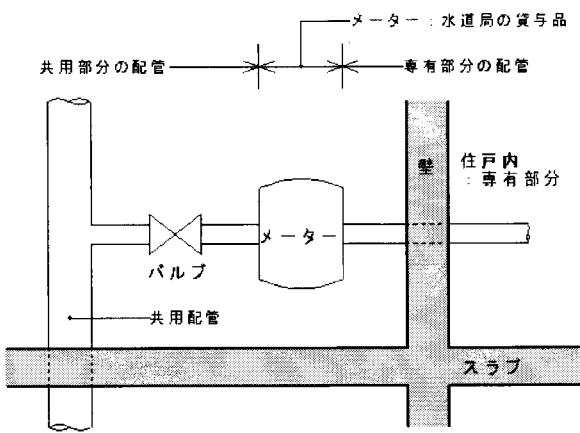 メーター：水道局の貸与品
共用部分の配管
専有部分の配管
壁
住戸内
：専有部分
メーター
バルブ
共用配管
スラブ